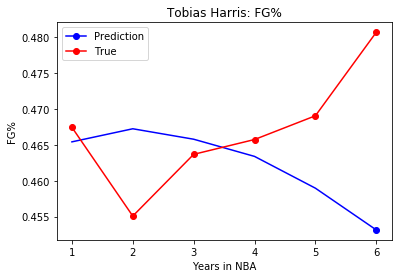 Tobias Harris: FG%
Prediction
True
FG%
0.480
0.475
0.470
0.465
0.460
0.455
1 2 3 4 5 6
Years in NBA